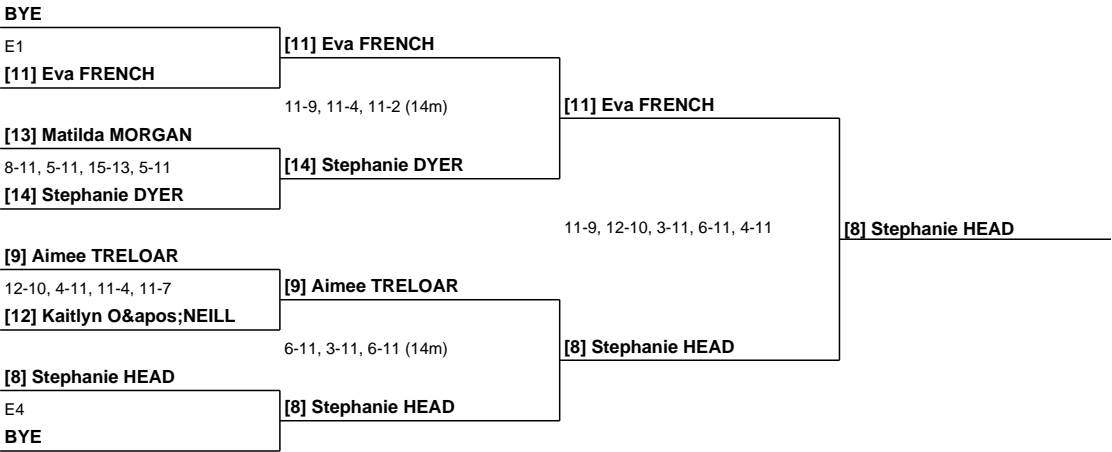 BYE
E1
[11] Eva FRENCH
[11] Eva FRENCH
11-9, 11-4, 11-2 (14m)
[11] Eva FRENCH
[13] Matilda MORGAN
8-11, 5-11, 15-13, 5-11
[14] Stephanie DYER
[14] Stephanie DYER
11-9, 12-10, 3-11, 6-11, 4-11
[8] Stephanie HEAD
[9] Aimee TRELOAR
12-10, 4-11, 11-4, 11-7
[9] Aimee TRELOAR
[12] Kaitlyn O&apos;NEILL
6-11, 3-11, 6-11 (14m)
[8] Stephanie HEAD
[8] Stephanie HEAD
E4
[8] Stephanie HEAD
BYE